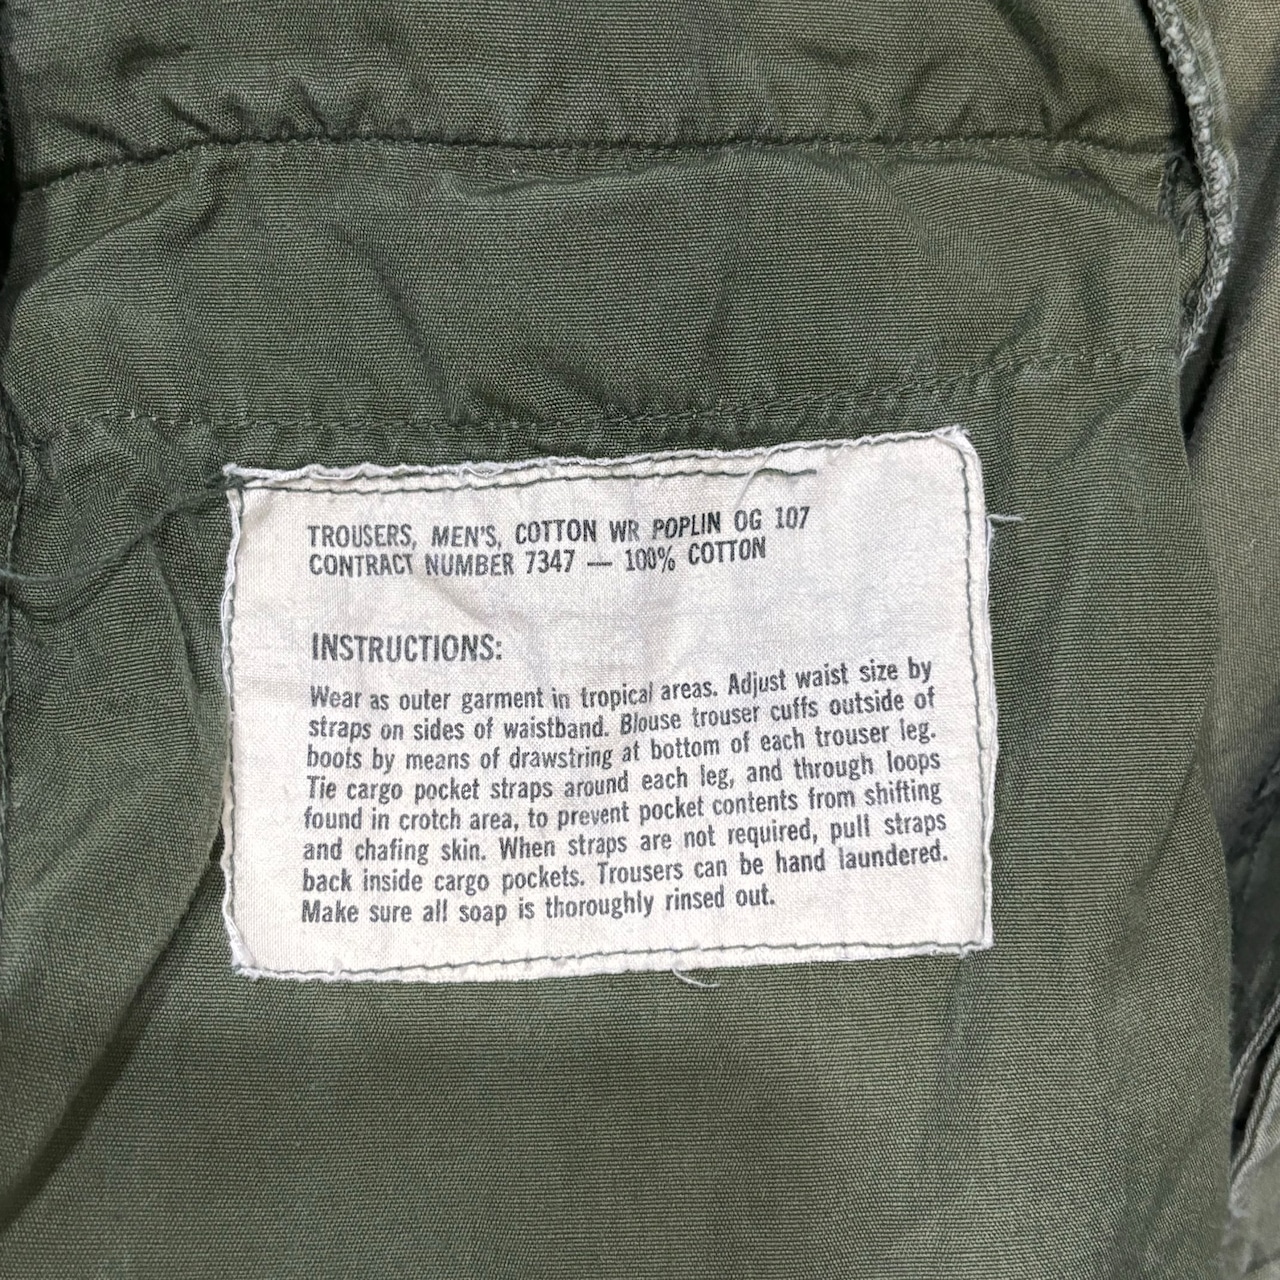 TROUSERS, MEN'S, COTTON WR POPLIN OG 107
CONTRACT NUMBER 7347 — 100% COTTON
INSTRUCTIONS:
Wear as outer garment in tropical areas. Adjust waist size by
straps on sides of waistband. Blouse trouser cuffs outside of
boots by means of drawstring at bottom of each trouser leg.
Tie cargo pocket straps around each leg, and through loops
found in crotch area, to prevent pocket contents from shifting
and chafing skin. When straps are not required, pull straps
back inside cargo pockets. Trousers can be hand laundered.
Make sure all soap is thoroughly rinsed out.